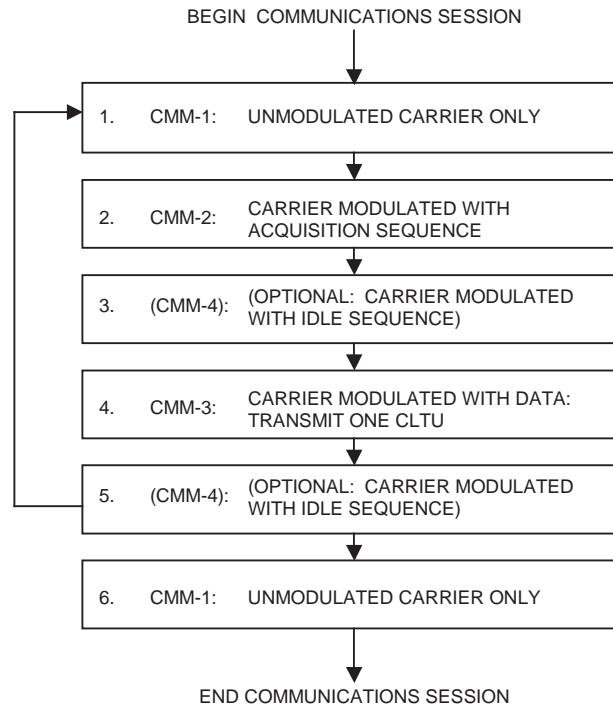 BEGIN COMMUNICATIONS SESSION
1. CMM-1: UNMODULATED CARRIER ONLY
2. CMM-2: CARRIER MODULATED WITH
ACQUISITION SEQUENCE
3. (CMM-4): (OPTIONAL: CARRIER MODULATED
WITH IDLE SEQUENCE)
4. CMM-3: CARRIER MODULATED WITH DATA:
TRANSMIT ONE CLTU
5. (CMM-4): (OPTIONAL: CARRIER MODULATED
WITH IDLE SEQUENCE)
6. CMM-1: UNMODULATED CARRIER ONLY
END COMMUNICATIONS SESSION